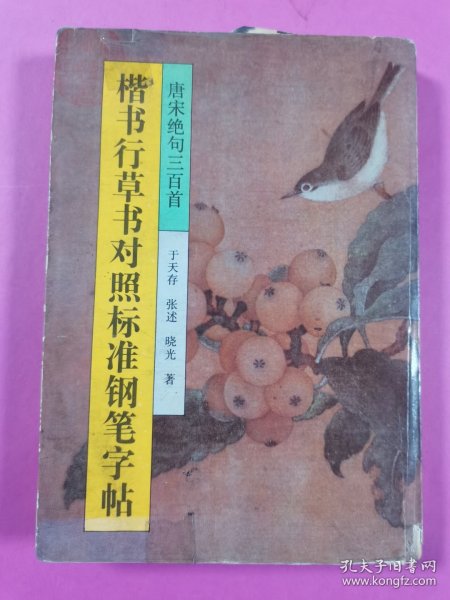 唐宋绝句三百首
楷书行草书对照标准钢笔字帖
于天存 张述 晓光 著
孔夫子旧书网
www.kongfz.com